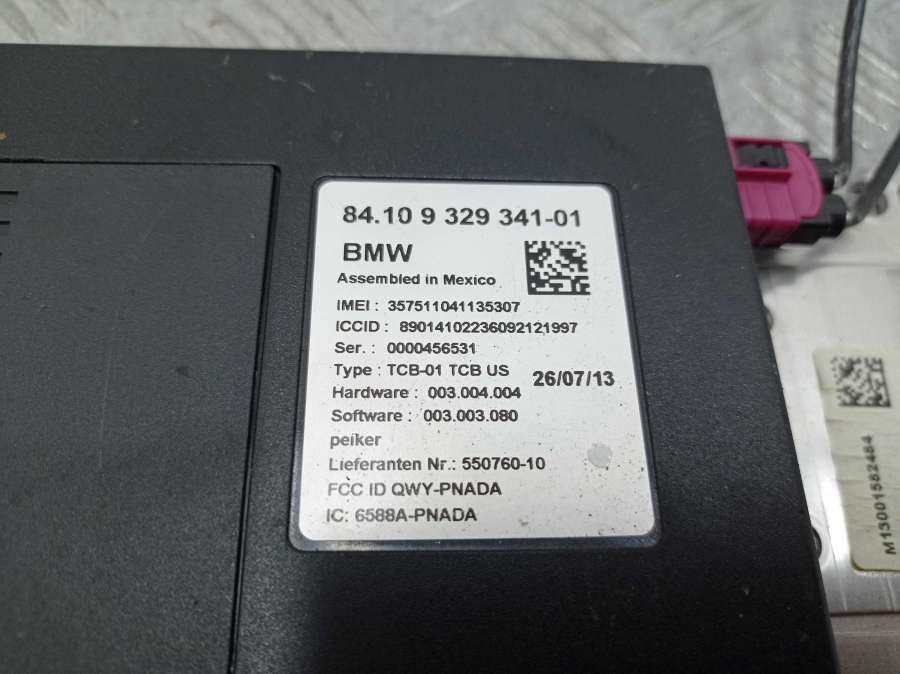 84.10 9 329 341-01
BMW
Assembled in Mexico
IMEI : 357511041135307
ICCID : 89014102236092121997
Ser. : 0000456531
Type : TCB-01 TCB US
26/07/13
Hardware : 003.004.004
Software : 003.003.080
peiker
Lieferanten Nr.: 550760-10
FCC ID QWY-PNADA
IC: 6588A-PNADA
M13001582484